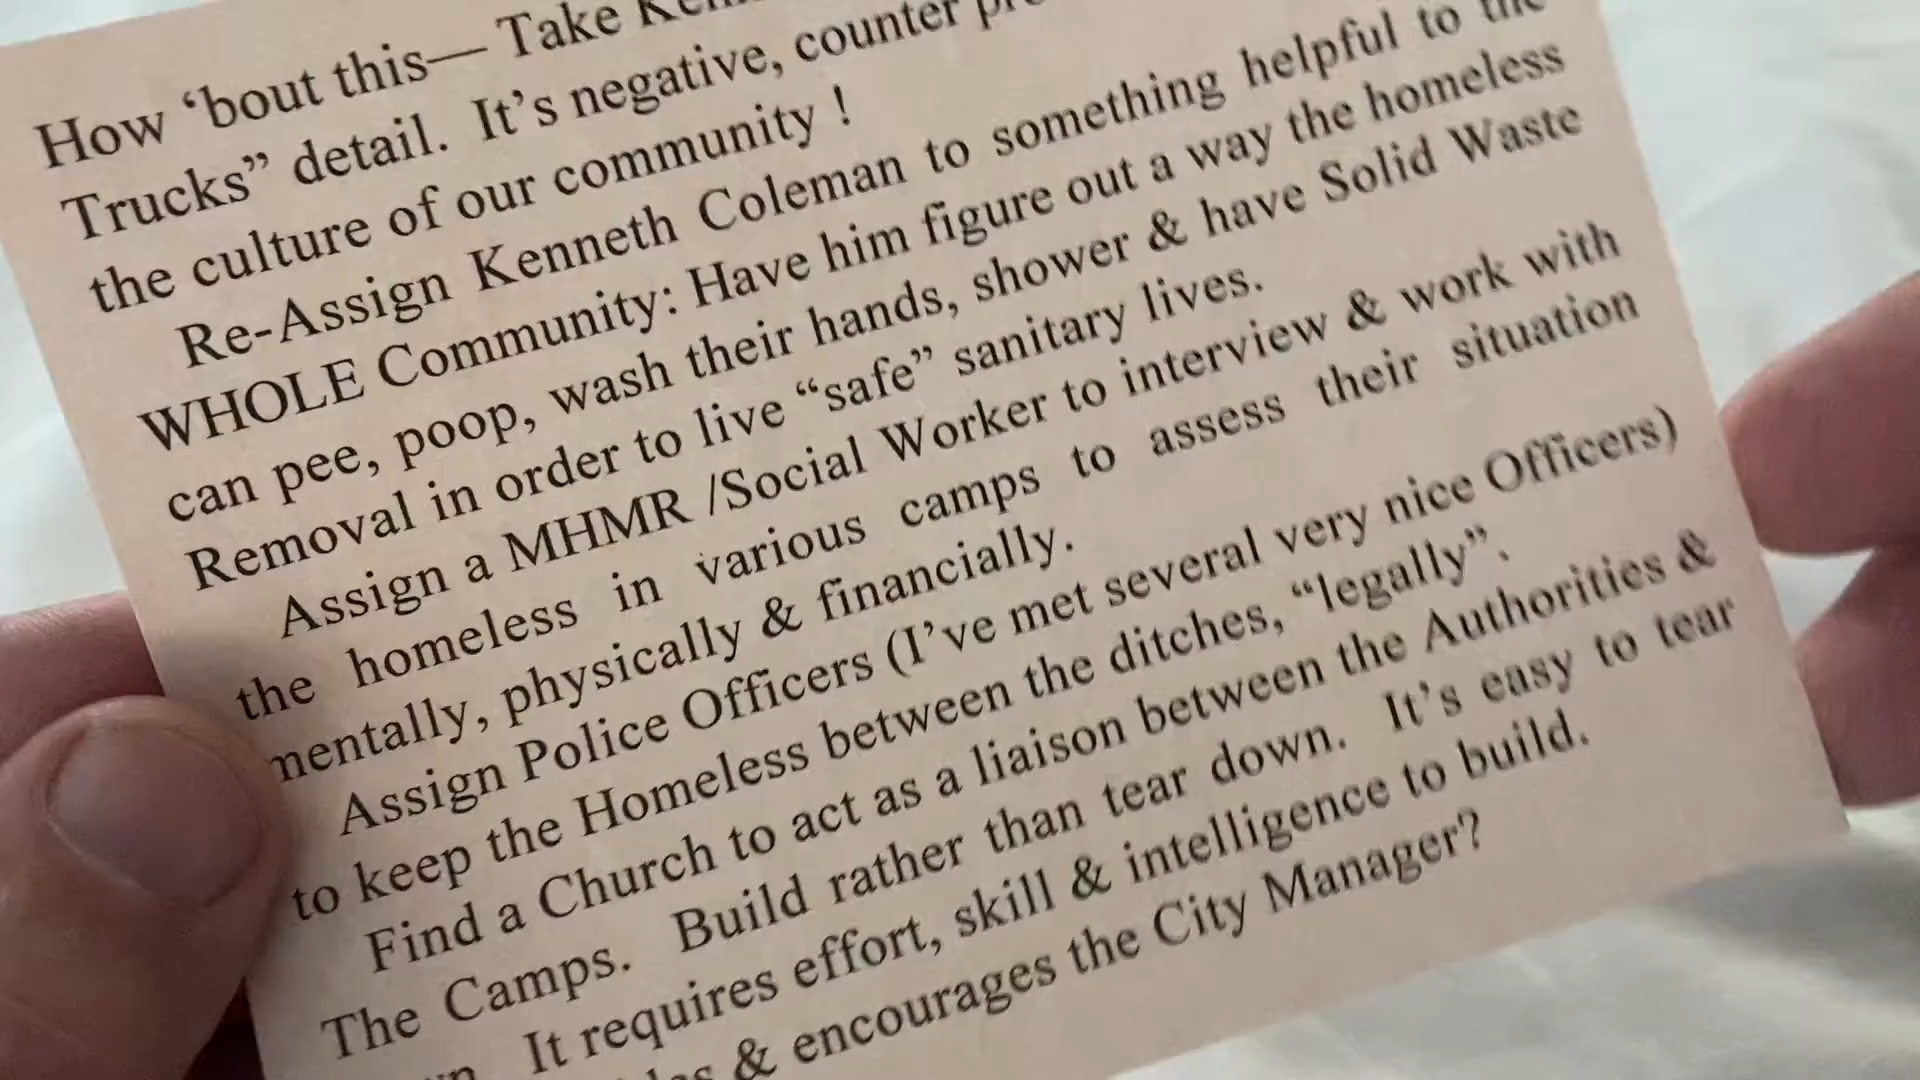 How ‘bout this— Take
Trucks” detail. It’s negative, counter
the culture of our community !
Re-Assign Kenneth Coleman to something helpful to the
WHOLE Community: Have him figure out a way the homeless
can pee, poop, wash their hands, shower & have Solid Waste
Removal in order to live “safe” sanitary lives.
Assign a MHMR /Social Worker to interview & work with
the homeless in various camps to assess their situation
mentally, physically & financially.
Assign Police Officers (I’ve met several very nice Officers)
to keep the Homeless between the ditches, “legally”.
Find a Church to act as a liaison between the Authorities &
The Camps. Build rather than tear down. It’s easy to tear
It requires effort, skill & intelligence to build.
& encourages the City Manager?